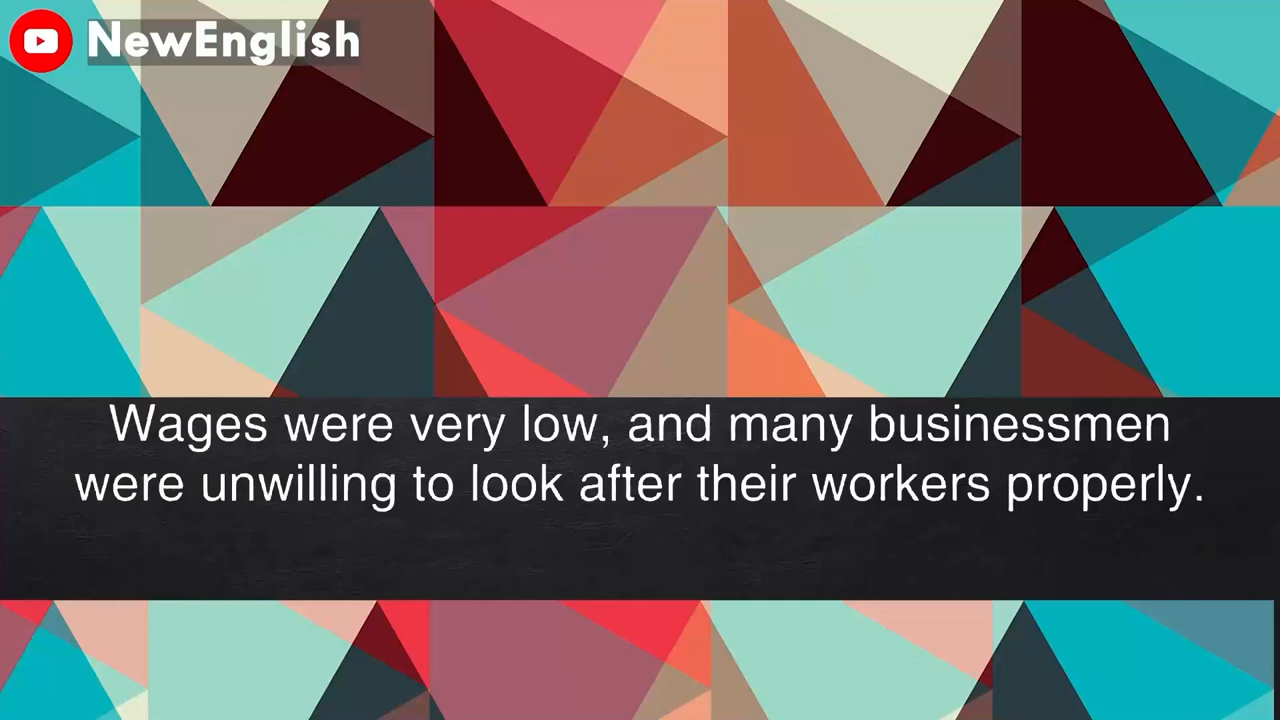 NewEnglish
Wages were very low, and many businessmen
were unwilling to look after their workers properly.